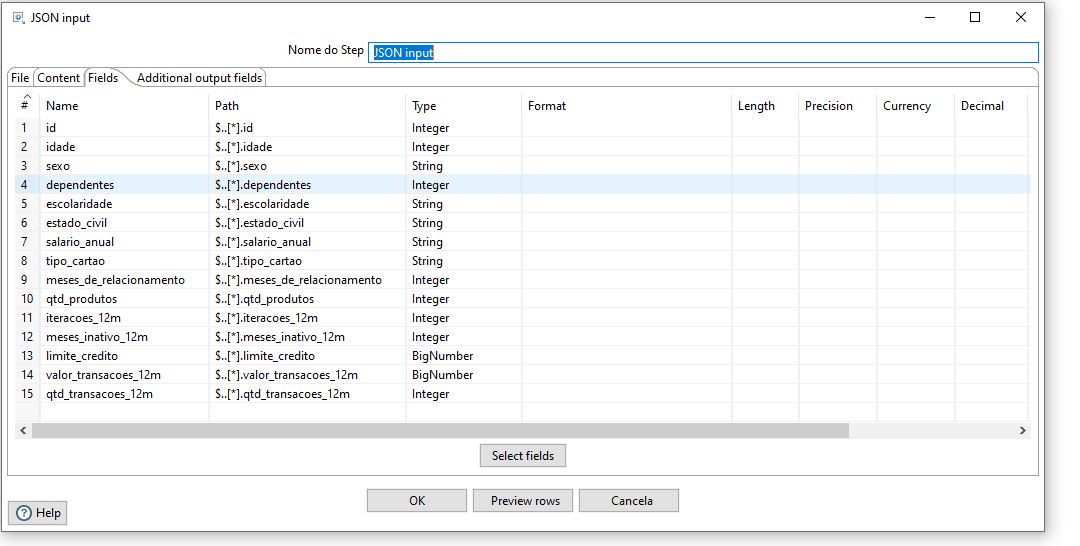 JSON input
Nome do Step JSON input
File Content Fields Additional output fields
# Name Path Type Format Length Precision Currency Decimal
1 id $..[*].id Integer
2 idade $..[*].idade Integer
3 sexo $..[*].sexo String
4 dependentes $..[*].dependentes Integer
5 escolaridade $..[*].escolaridade String
6 estado_civil $..[*].estado_civil String
7 salario_anual $..[*].salario_anual String
8 tipo_cartao $..[*].tipo_cartao String
9 meses_de_relacionamento $..[*].meses_de_relacionamento Integer
10 qtd_produtos $..[*].qtd_produtos Integer
11 iteracoes_12m $..[*].iteracoes_12m Integer
12 meses_inativo_12m $..[*].meses_inativo_12m Integer
13 limite_credito $..[*].limite_credito BigNumber
14 valor_transacoes_12m $..[*].valor_transacoes_12m BigNumber
15 qtd_transacoes_12m $..[*].qtd_transacoes_12m Integer
Select fields
OK Preview rows Cancela
? Help